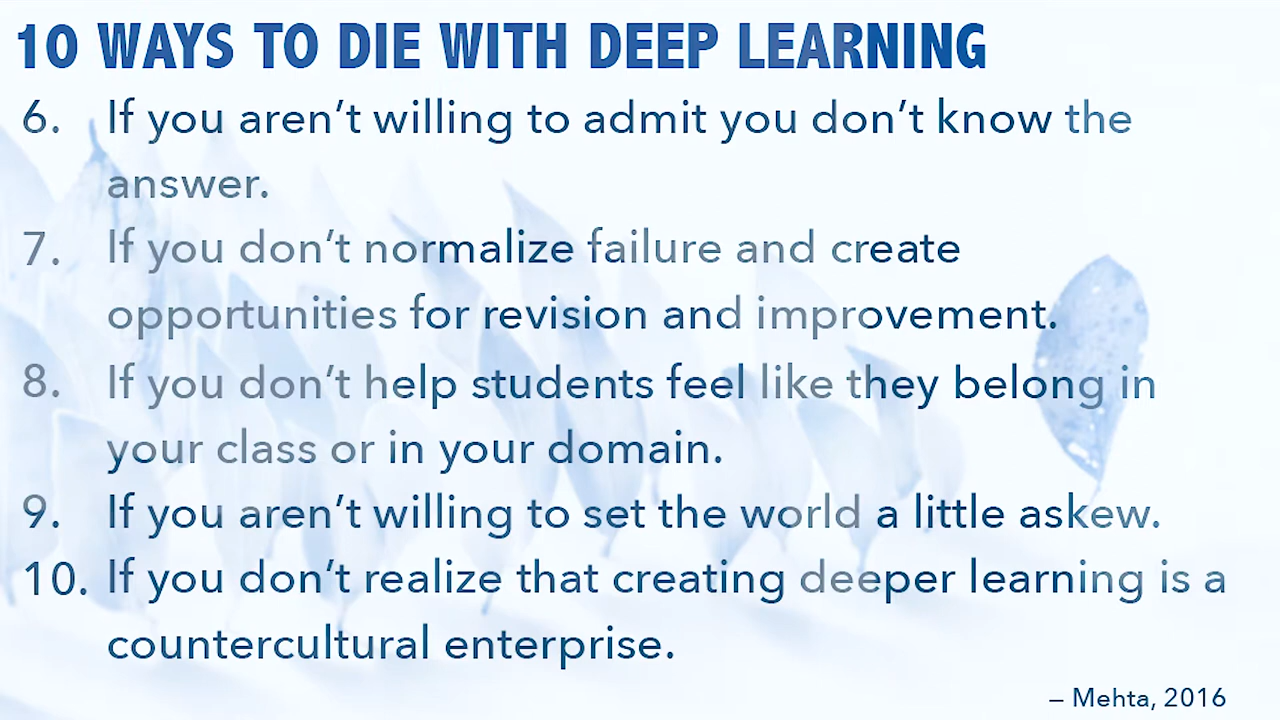 10 WAYS TO DIE WITH DEEP LEARNING
6. If you aren’t willing to admit you don’t know the
answer.
7. If you don’t normalize failure and create
opportunities for revision and improvement.
8. If you don’t help students feel like they belong in
your class or in your domain.
9. If you aren’t willing to set the world a little askew.
10. If you don’t realize that creating deeper learning is a
countercultural enterprise.
– Mehta, 2016